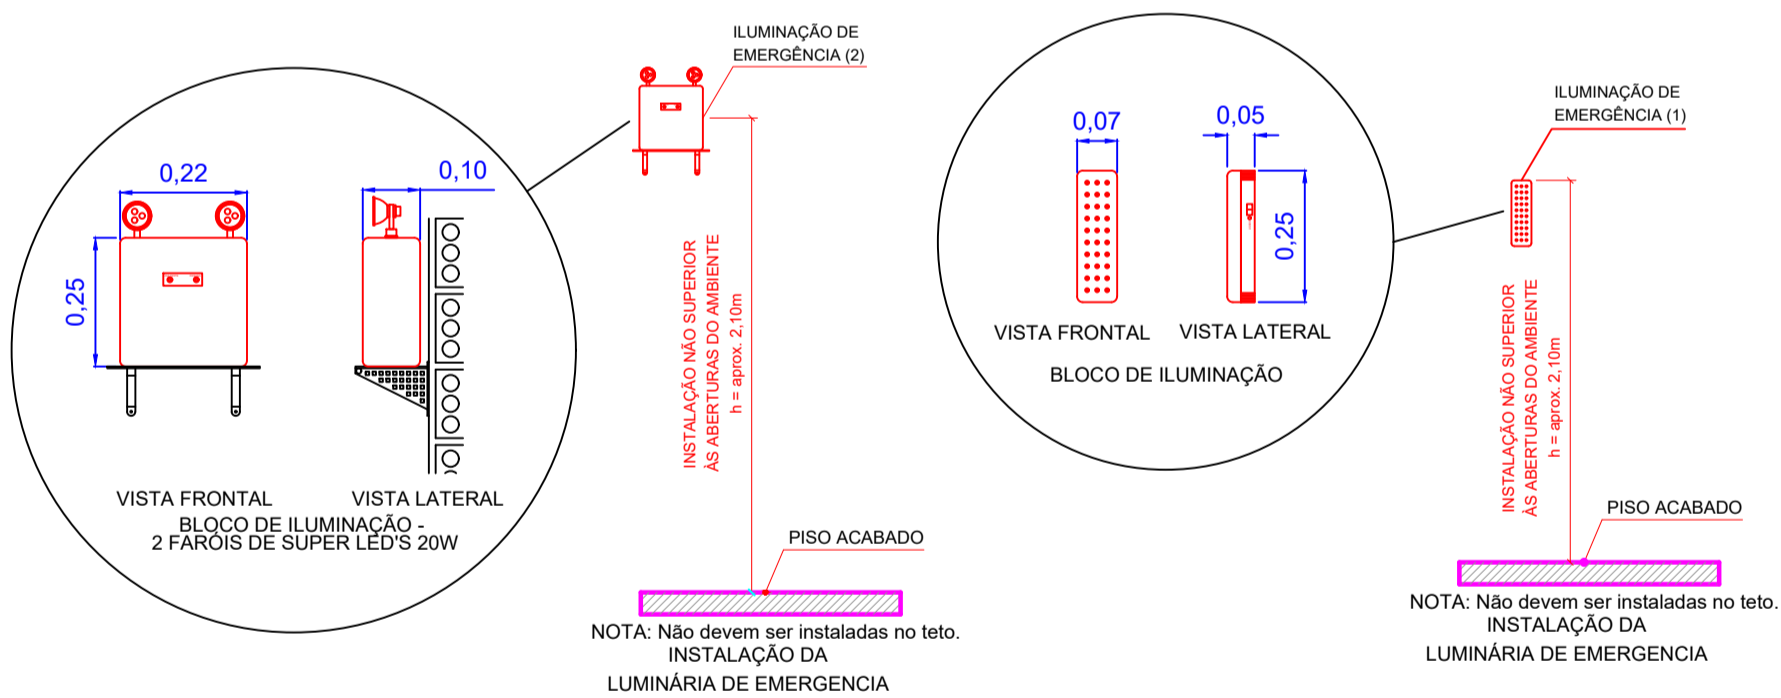 ILUMINAÇÃO DE
EMERGÊNCIA (2)
0,22
0,10
0,25
VISTA FRONTAL
VISTA LATERAL
BLOCO DE ILUMINAÇÃO -
2 FARÓIS DE SUPER LED'S 20W
INSTALAÇÃO NÃO SUPERIOR
ÀS ABERTURAS DO AMBIENTE
h = aprox. 2,10m
PISO ACABADO
NOTA: Não devem ser instaladas no teto.
INSTALAÇÃO DA
LUMINÁRIA DE EMERGENCIA
0,07
0,05
0,25
VISTA FRONTAL
VISTA LATERAL
BLOCO DE ILUMINAÇÃO
ILUMINAÇÃO DE
EMERGÊNCIA (1)
INSTALAÇÃO NÃO SUPERIOR
ÀS ABERTURAS DO AMBIENTE
h = aprox. 2,10m
PISO ACABADO
NOTA: Não devem ser instaladas no teto.
INSTALAÇÃO DA
LUMINÁRIA DE EMERGENCIA